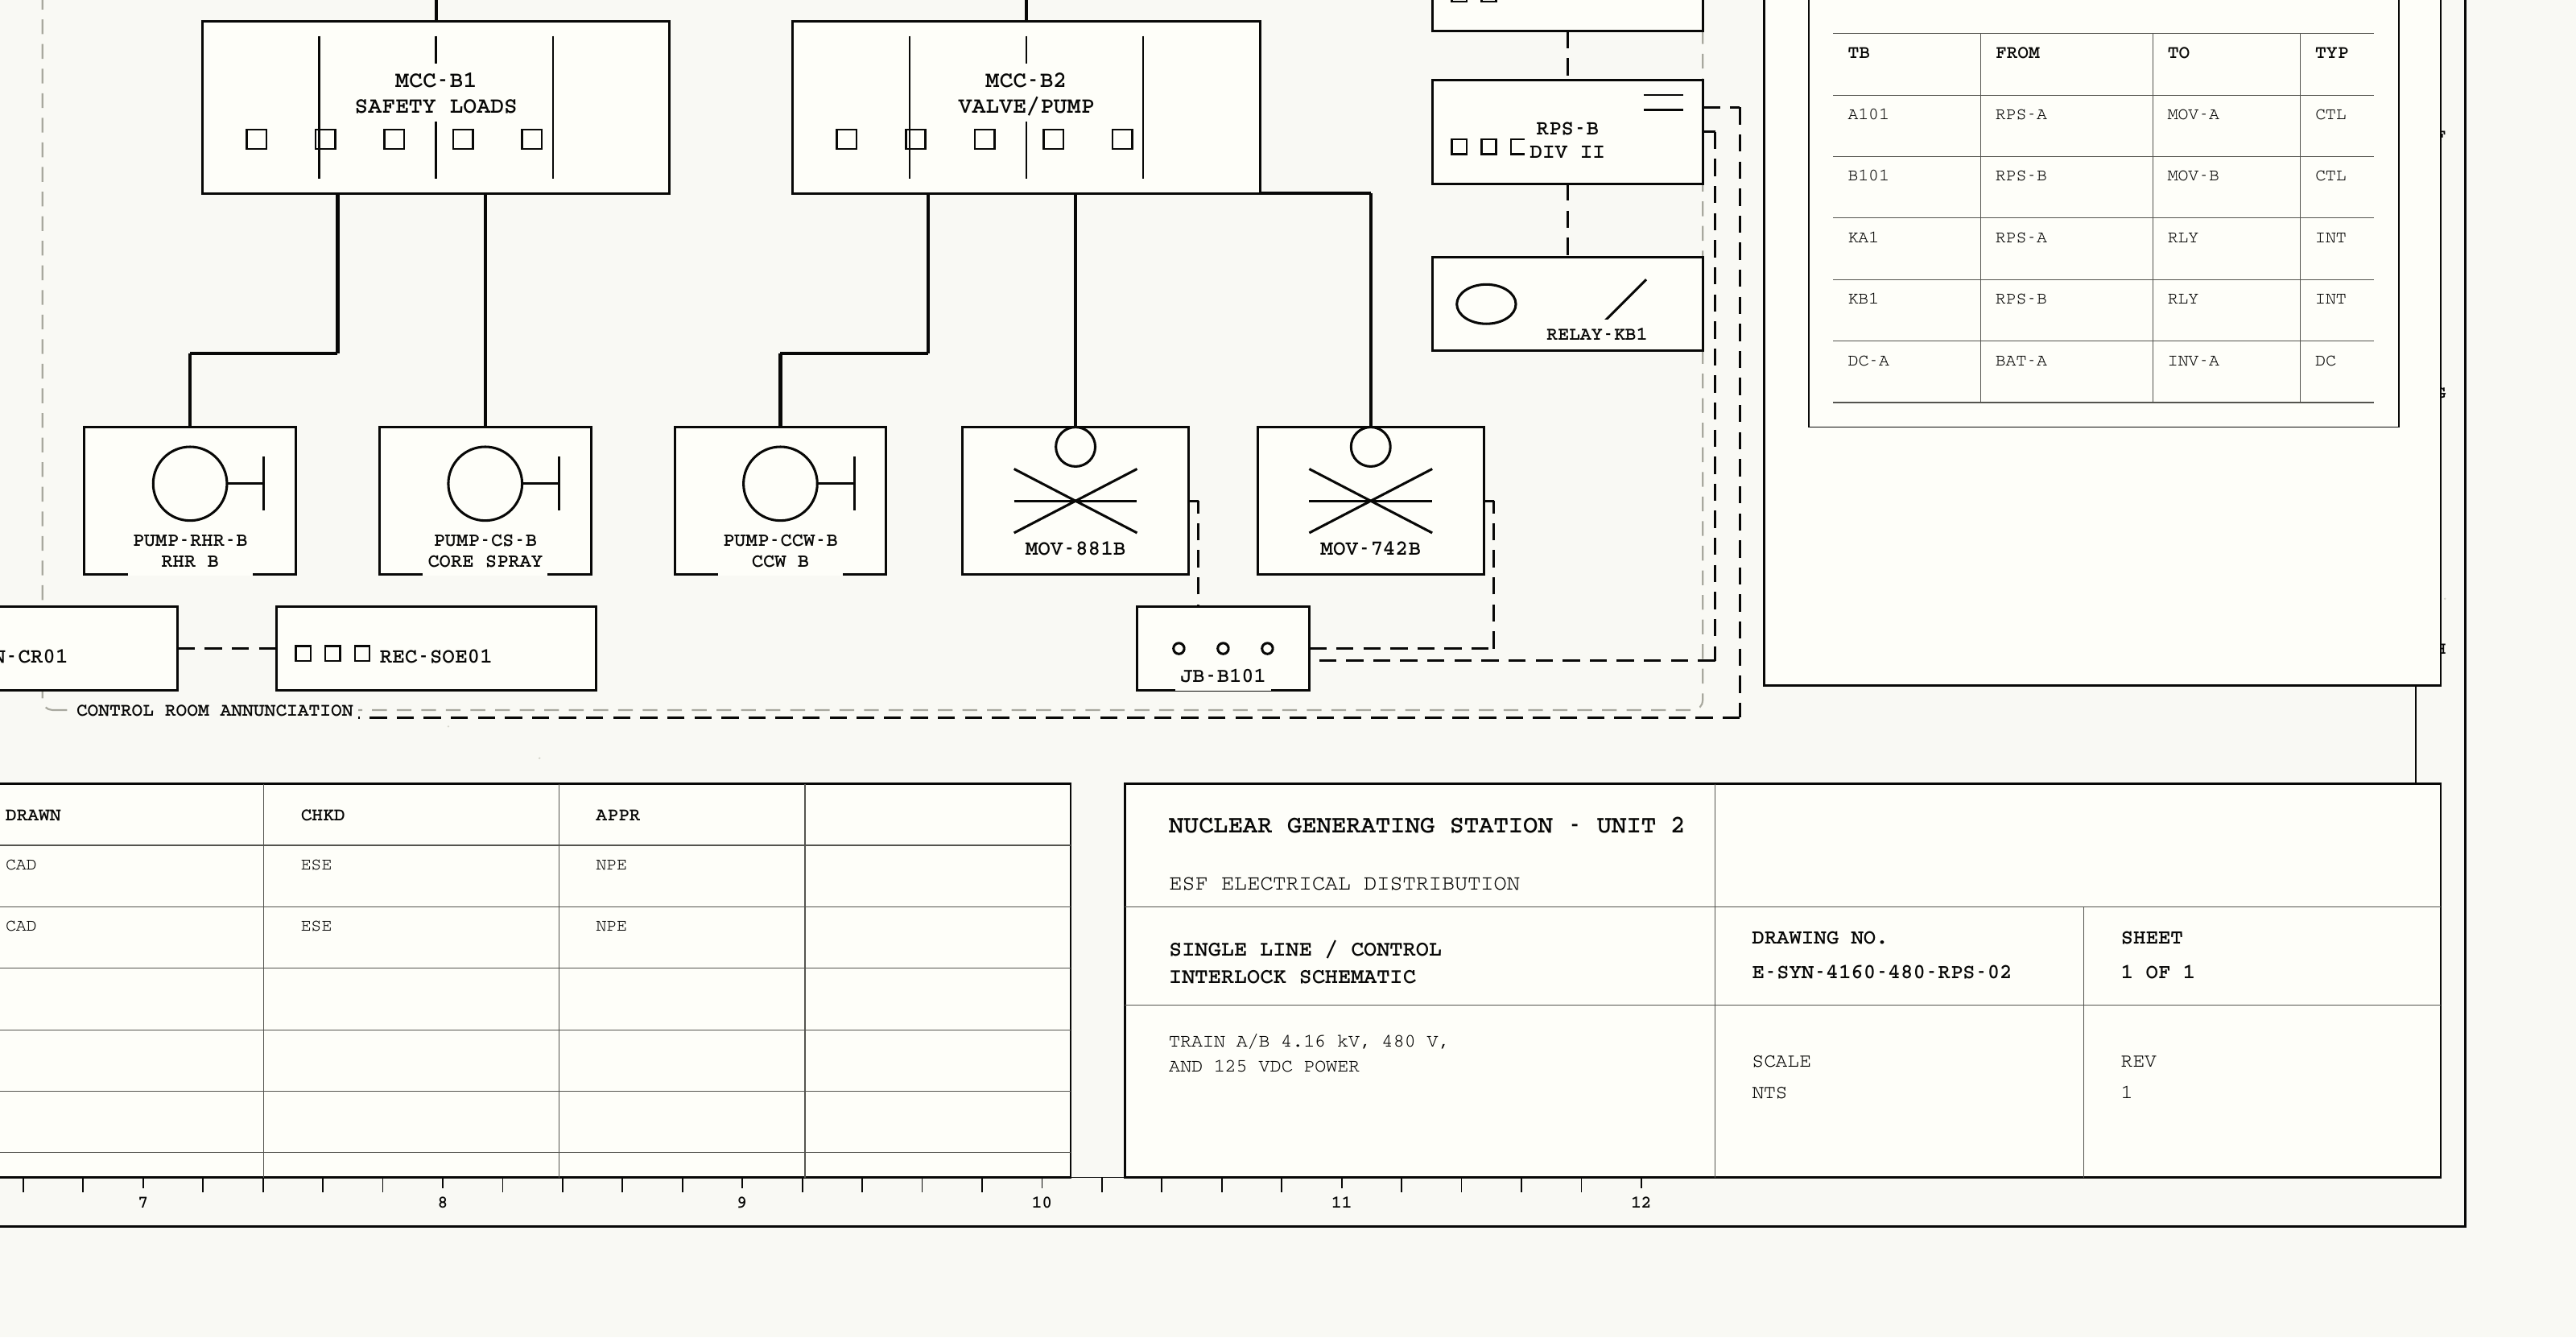 MCC-B1
SAFETY LOADS
MCC-B2
VALVE/PUMP
RPS-B
DIV II
RELAY-KB1
TB FROM TO TYP
A101 RPS-A MOV-A CTL
B101 RPS-B MOV-B CTL
KA1 RPS-A RLY INT
KB1 RPS-B RLY INT
DC-A BAT-A INV-A DC
PUMP-RHR-B
RHR B
PUMP-CS-B
CORE SPRAY
PUMP-CCW-B
CCW B
MOV-881B
MOV-742B
-CR01
REC-SOE01
JB-B101
CONTROL ROOM ANNUNCIATION
DRAWN CHKD APPR
CAD ESE NPE
CAD ESE NPE
NUCLEAR GENERATING STATION - UNIT 2
ESF ELECTRICAL DISTRIBUTION
SINGLE LINE / CONTROL
INTERLOCK SCHEMATIC
DRAWING NO.
E-SYN-4160-480-RPS-02
SHEET
1 OF 1
TRAIN A/B 4.16 kV, 480 V,
AND 125 VDC POWER
SCALE
NTS
REV
1
7 8 9 10 11 12